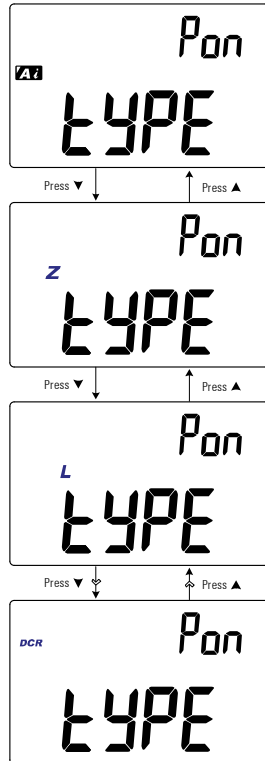 Pon
Ai
tYPE
Press ▼ Press ▲
Pon
Z
tYPE
Press ▼ Press ▲
Pon
L
tYPE
Press ▼ Press ▲
Pon
DCR
tYPE